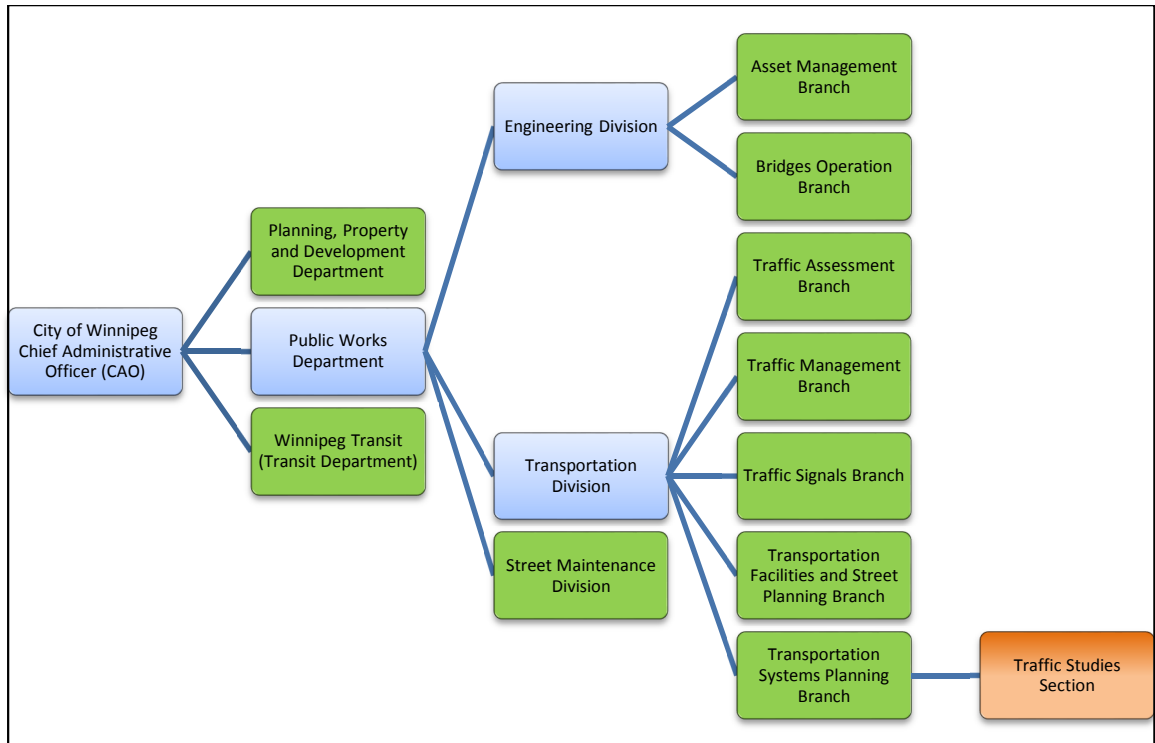 City of Winnipeg
Chief Administrative
Officer (CAO)
Planning, Property
and Development
Department
Public Works
Department
Winnipeg Transit
(Transit Department)
Engineering Division
Transportation
Division
Street Maintenance
Division
Asset Management
Branch
Bridges Operation
Branch
Traffic Assessment
Branch
Traffic Management
Branch
Traffic Signals Branch
Transportation
Facilities and Street
Planning Branch
Transportation
Systems Planning
Branch
Traffic Studies
Section